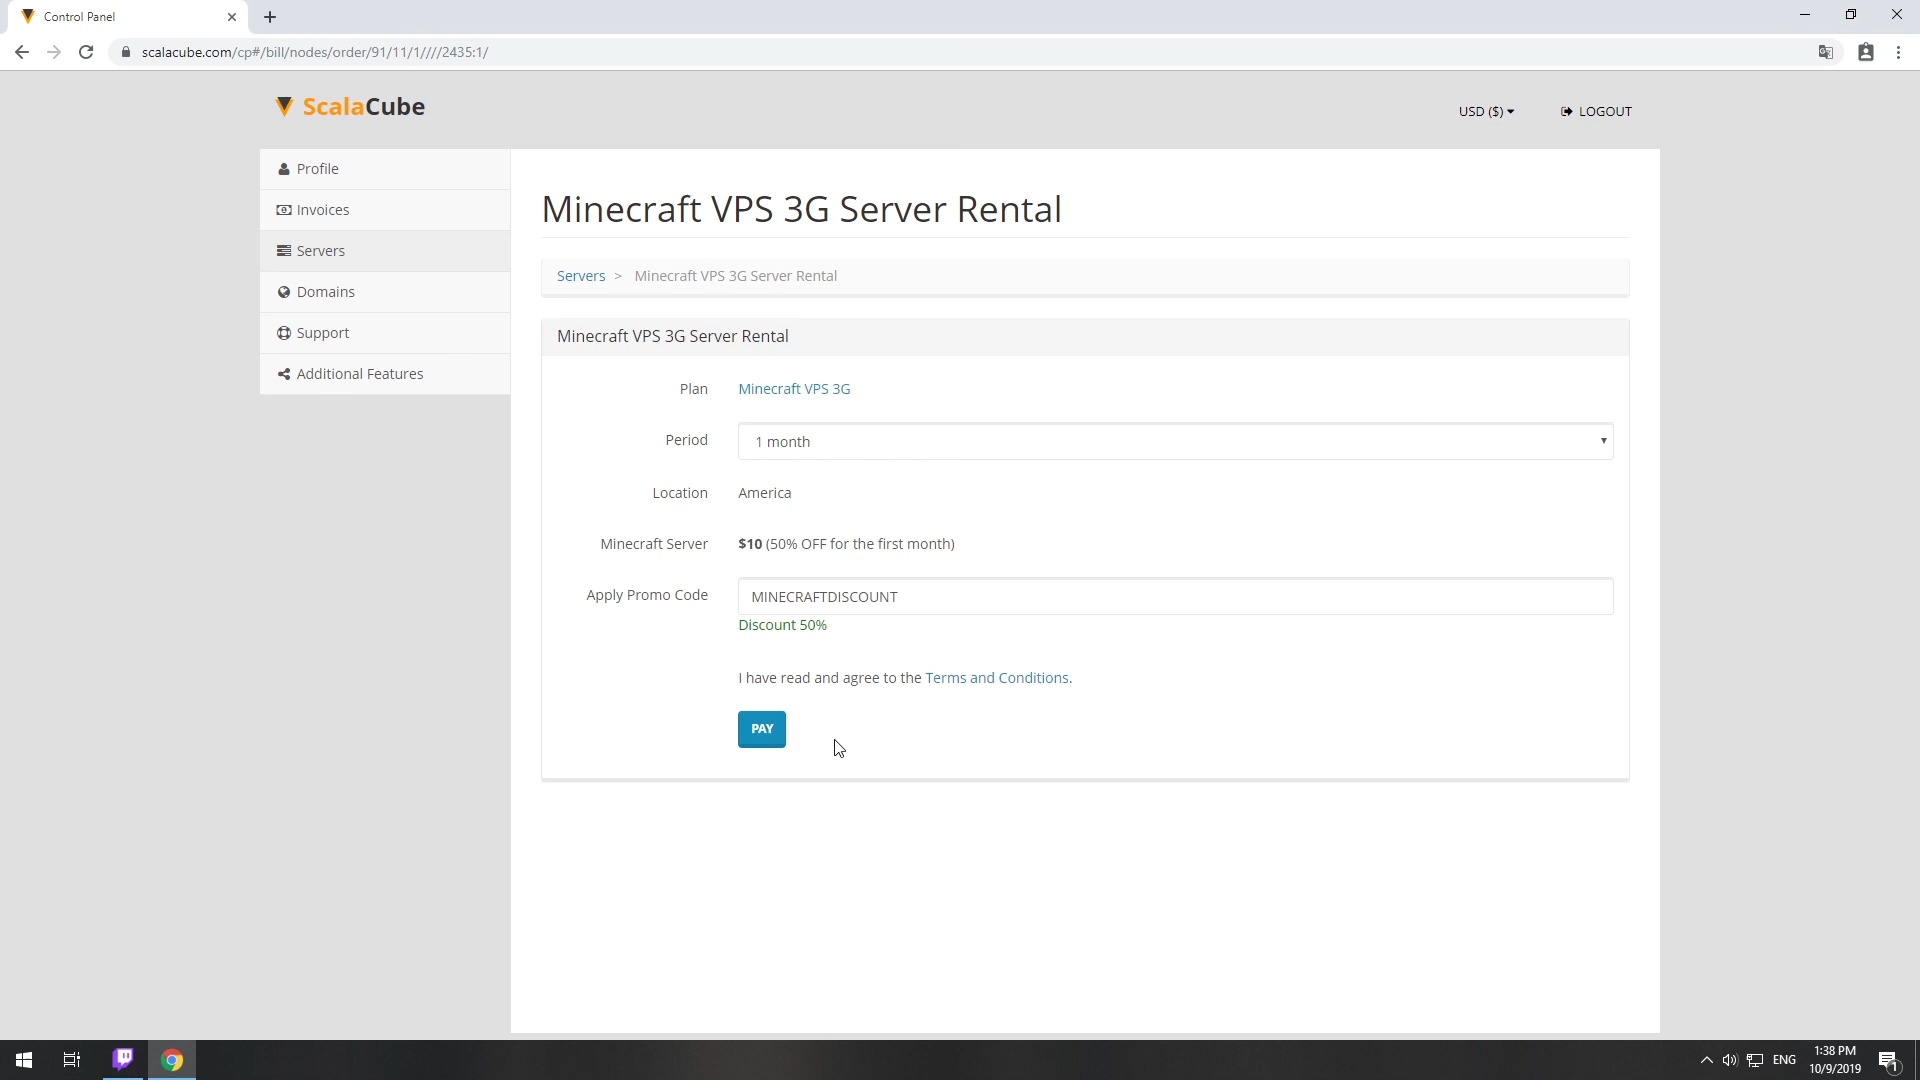 Control Panel
scalacube.com/cp#/bill/nodes/order/91/11/1////2435:1/
ScalaCube
USD ($)
LOGOUT
Profile
Invoices
Servers
Domains
Support
Additional Features
Minecraft VPS 3G Server Rental
Servers > Minecraft VPS 3G Server Rental
Minecraft VPS 3G Server Rental
Plan Minecraft VPS 3G
Period 1 month
Location America
Minecraft Server $10 (50% OFF for the first month)
Apply Promo Code MINECRAFTDISCOUNT
Discount 50%
I have read and agree to the Terms and Conditions.
PAY
ENG
1:38 PM
10/9/2019
1